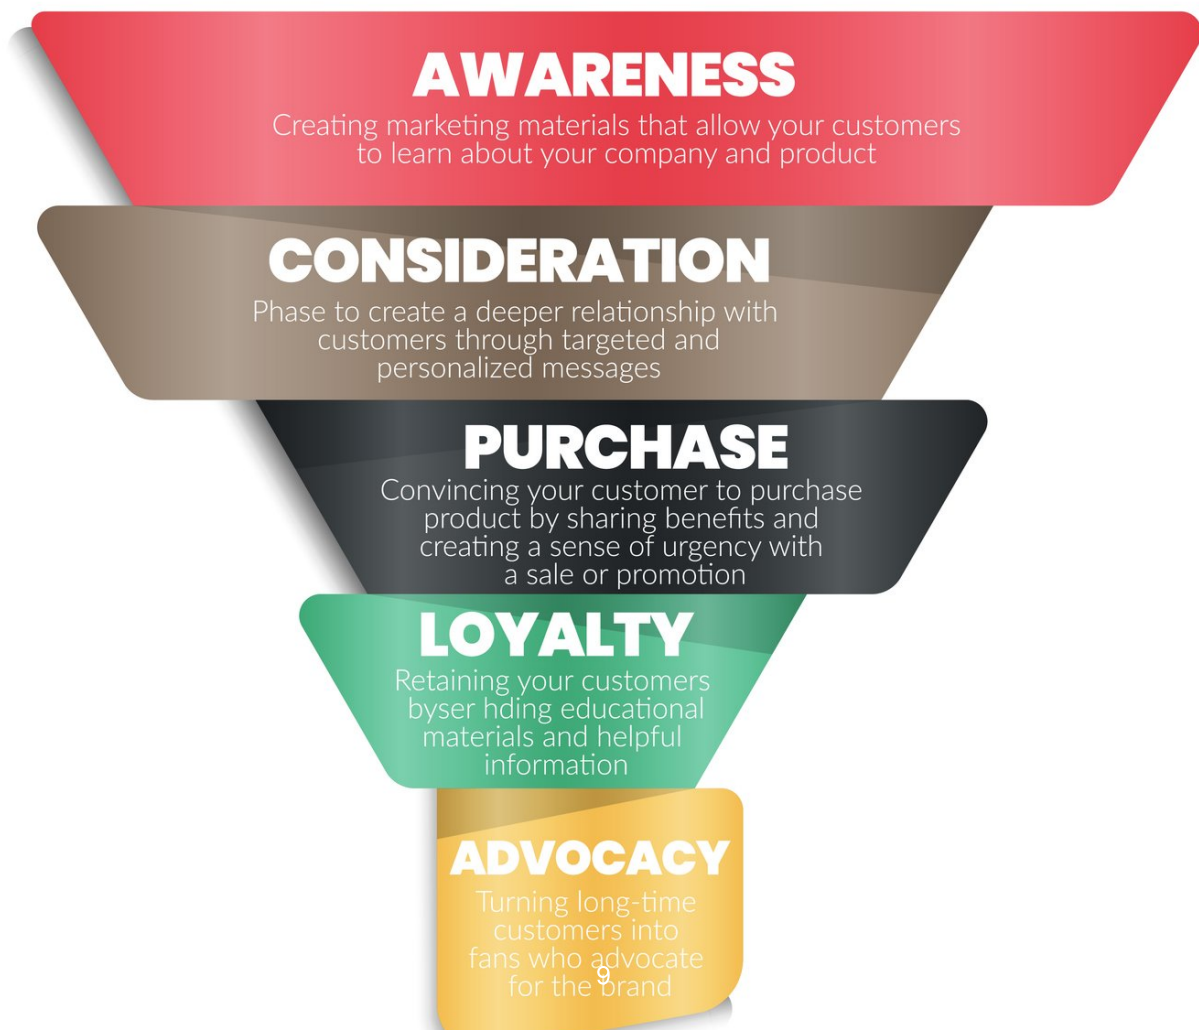 AWARENESS
Creating marketing materials that allow your customers
to learn about your company and product
CONSIDERATION
Phase to create a deeper relationship with
customers through targeted and
personalized messages
PURCHASE
Convincing your customer to purchase
product by sharing benefits and
creating a sense of urgency with
a sale or promotion
LOYALTY
Retaining your customers
byser hding educational
materials and helpful
information
ADVOCACY
Turning long-time
customers into
fans who advocate
for the brand
9